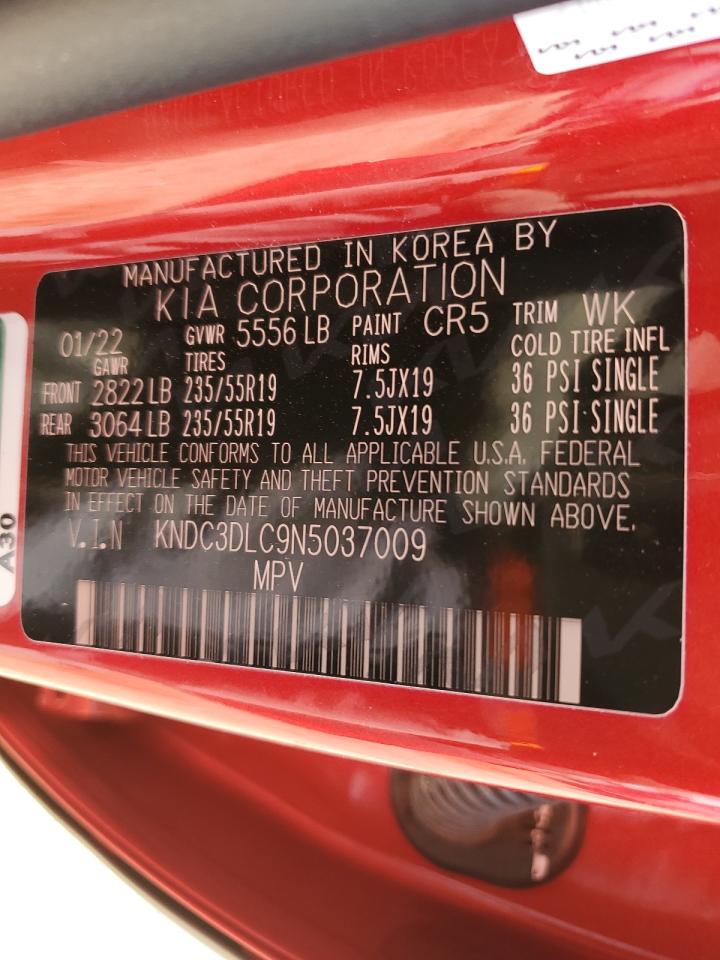 MANUFACTURED IN KOREA BY
KIA CORPORATION
01/22 GVWR 5556 LB PAINT CR5 TRIM WK
GAWR TIRES RIMS COLD TIRE INFL
FRONT 2822 LB 235/55R19 7.5JX19 36 PSI SINGLE
REAR 3064 LB 235/55R19 7.5JX19 36 PSI SINGLE
THIS VEHICLE CONFORMS TO ALL APPLICABLE U.S.A. FEDERAL
MOTOR VEHICLE SAFETY AND THEFT PREVENTION STANDARDS
IN EFFECT ON THE DATE OF MANUFACTURE SHOWN ABOVE.
V.I.N KNDC3DLC9N5037009
MPV
A30